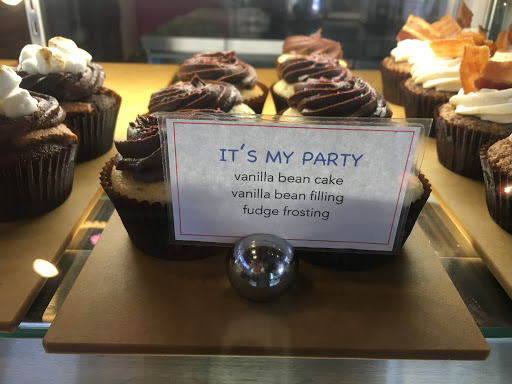 IT'S MY PARTY
vanilla bean cake
vanilla bean filling
fudge frosting